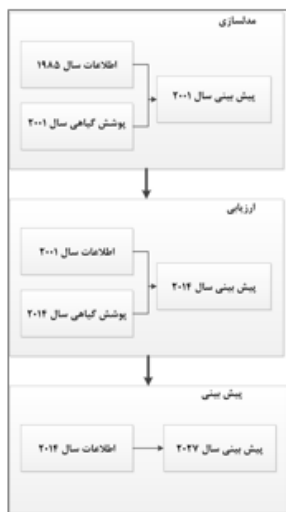 مدلسازی
اطلاعات سال ۱۹۸۵
پیش بینی سال ۲۰۰۱
پوشش گیاهی سال ۲۰۰۱
ارزیابی
اطلاعات سال ۲۰۰۱
پیش بینی سال ۲۰۱۴
پوشش گیاهی سال ۲۰۱۴
پیش بینی
اطلاعات سال ۲۰۱۴
پیش بینی سال ۲۰۲۷